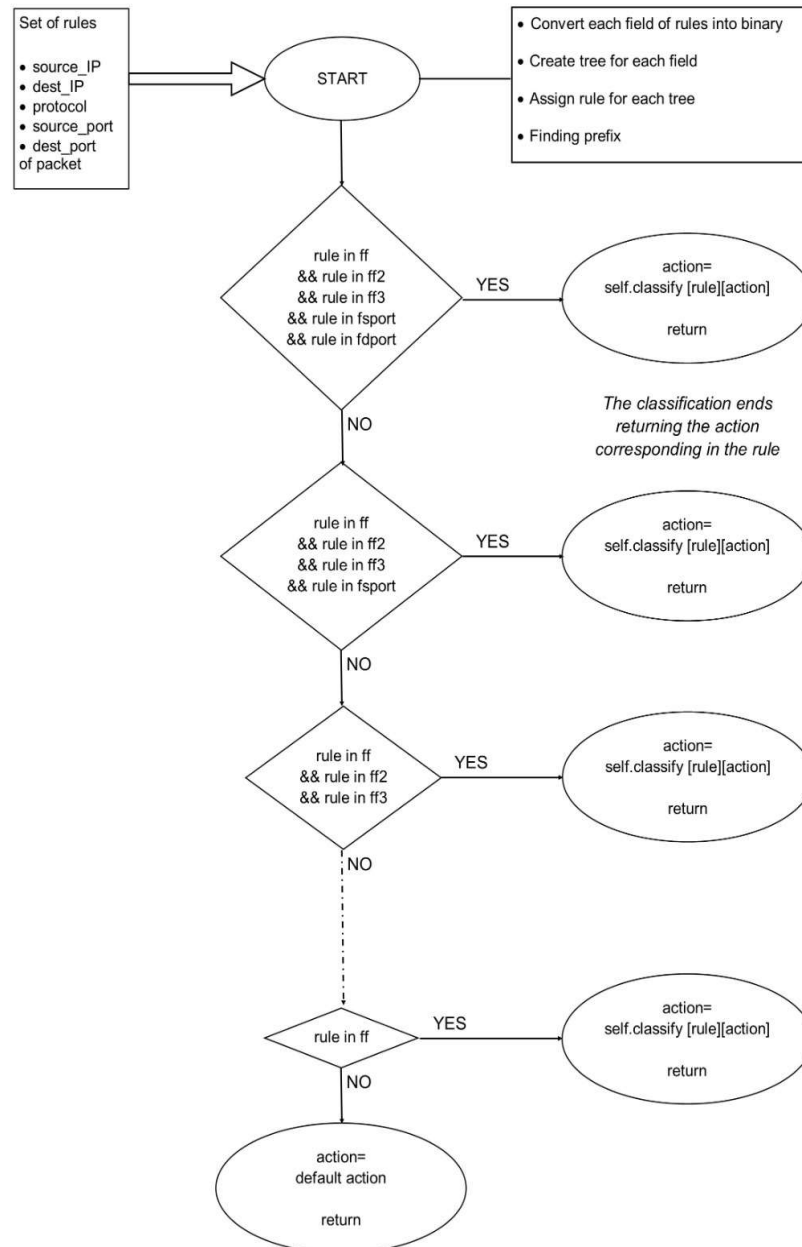 Set of rules
• source_IP
• dest_IP
• protocol
• source_port
• dest_port
of packet
START
• Convert each field of rules into binary
• Create tree for each field
• Assign rule for each tree
• Finding prefix
rule in ff
&& rule in ff2
&& rule in ff3
&& rule in fsport
&& rule in fdport
YES
action=
self.classify [rule][action]
return
NO
The classification ends
returning the action
corresponding in the rule
rule in ff
&& rule in ff2
&& rule in ff3
&& rule in fsport
YES
action=
self.classify [rule][action]
return
NO
rule in ff
&& rule in ff2
&& rule in ff3
YES
action=
self.classify [rule][action]
return
NO
rule in ff
YES
action=
self.classify [rule][action]
return
NO
action=
default action
return